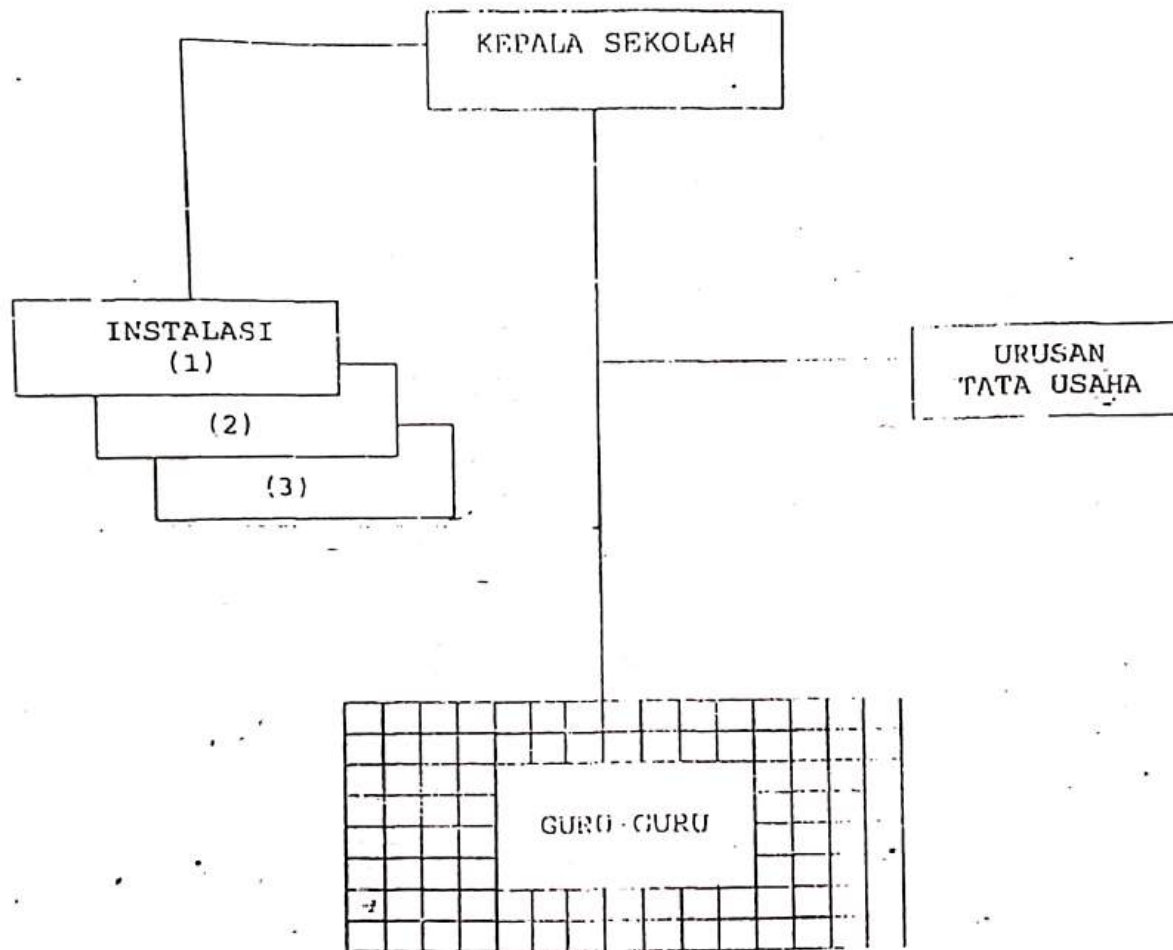 KEPALA SEKOLAH
INSTALASI
(1)
(2)
(3)
URUSAN
TATA USAHA
GURU-GURU